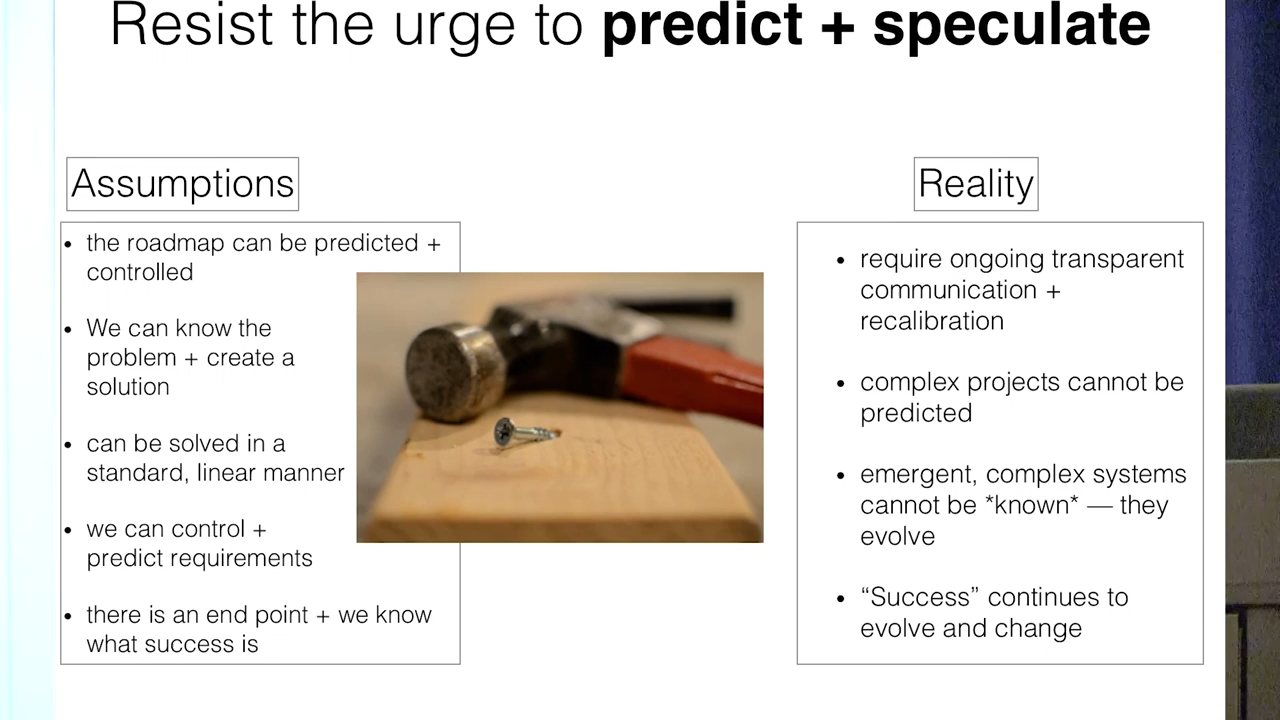 Resist the urge to predict + speculate
Assumptions
• the roadmap can be predicted +
controlled
• We can know the
problem + create a
solution
• can be solved in a
standard, linear manner
• we can control +
predict requirements
• there is an end point + we know
what success is
Reality
• require ongoing transparent
communication +
recalibration
• complex projects cannot be
predicted
• emergent, complex systems
cannot be *known* — they
evolve
• “Success” continues to
evolve and change